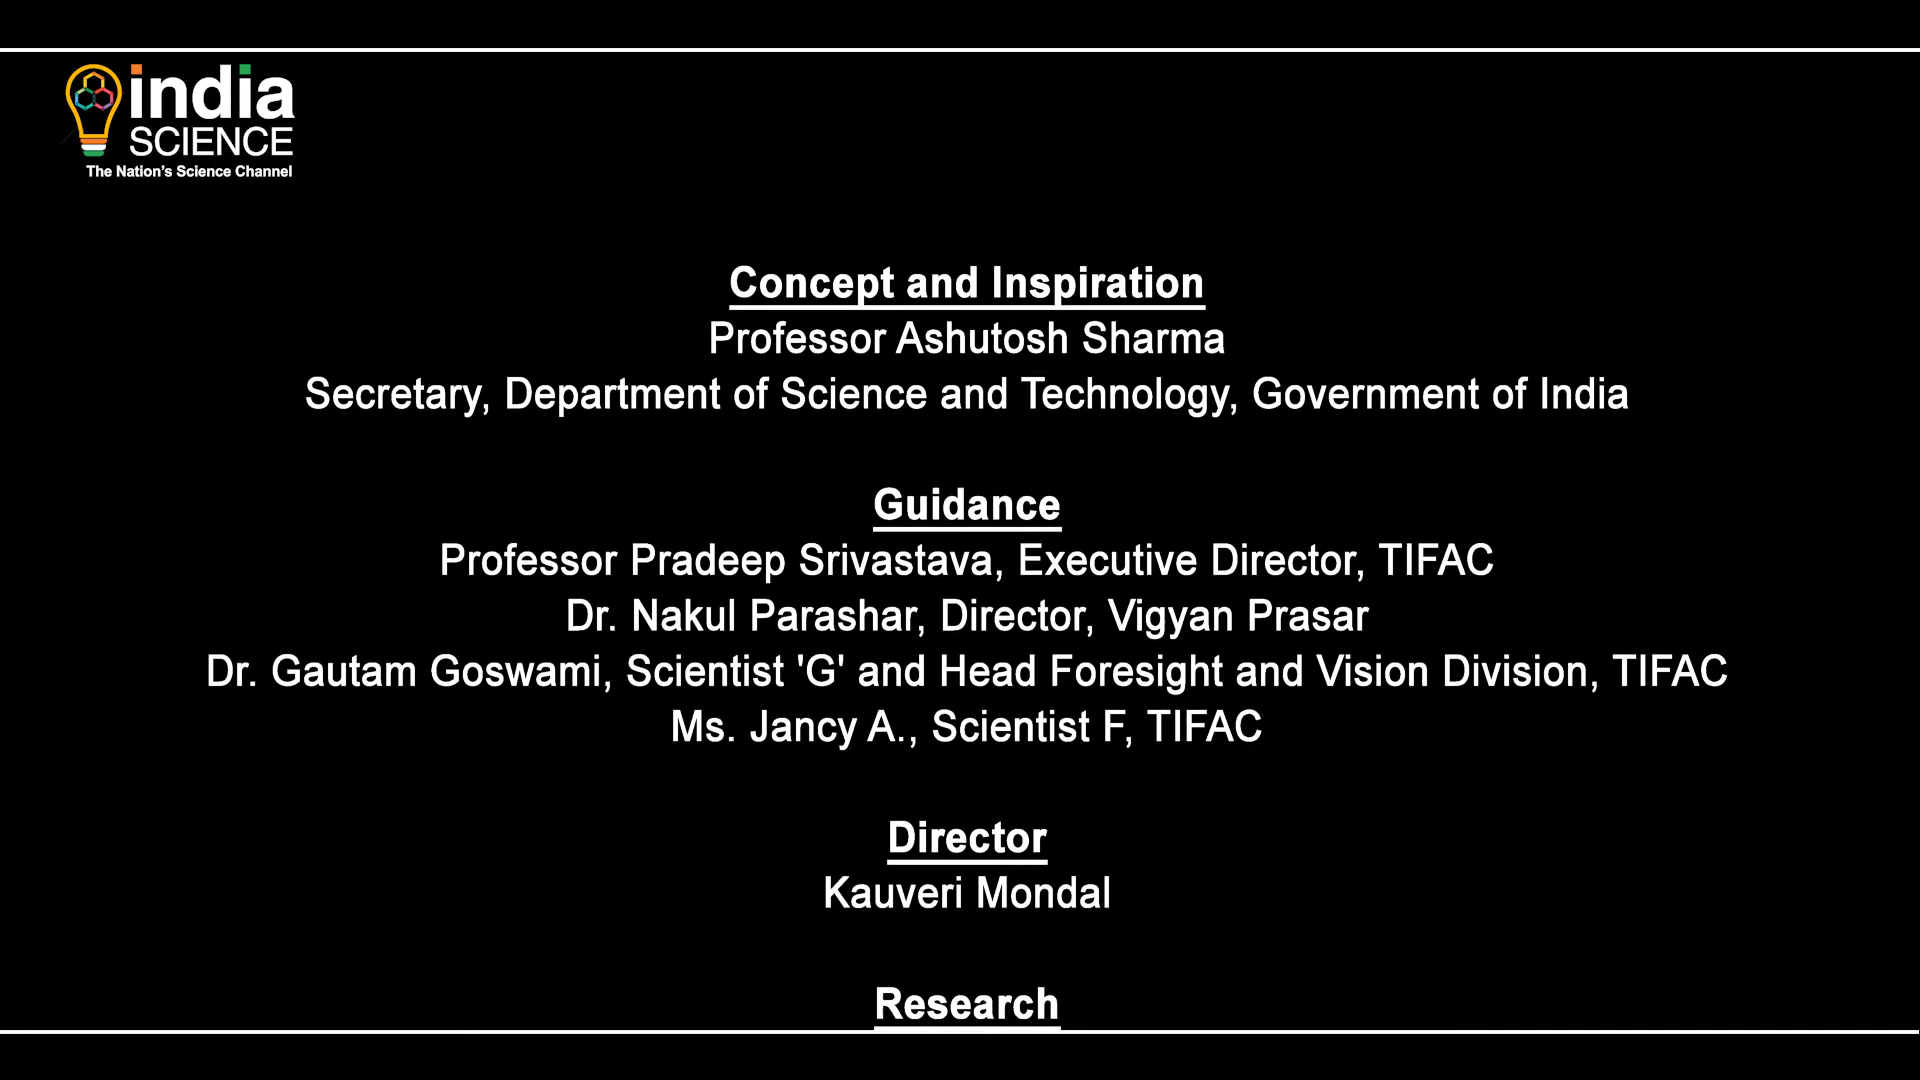 india
SCIENCE
The Nation's Science Channel
Concept and Inspiration
Professor Ashutosh Sharma
Secretary, Department of Science and Technology, Government of India
Guidance
Professor Pradeep Srivastava, Executive Director, TIFAC
Dr. Nakul Parashar, Director, Vigyan Prasar
Dr. Gautam Goswami, Scientist 'G' and Head Foresight and Vision Division, TIFAC
Ms. Jancy A., Scientist F, TIFAC
Director
Kauveri Mondal
Research